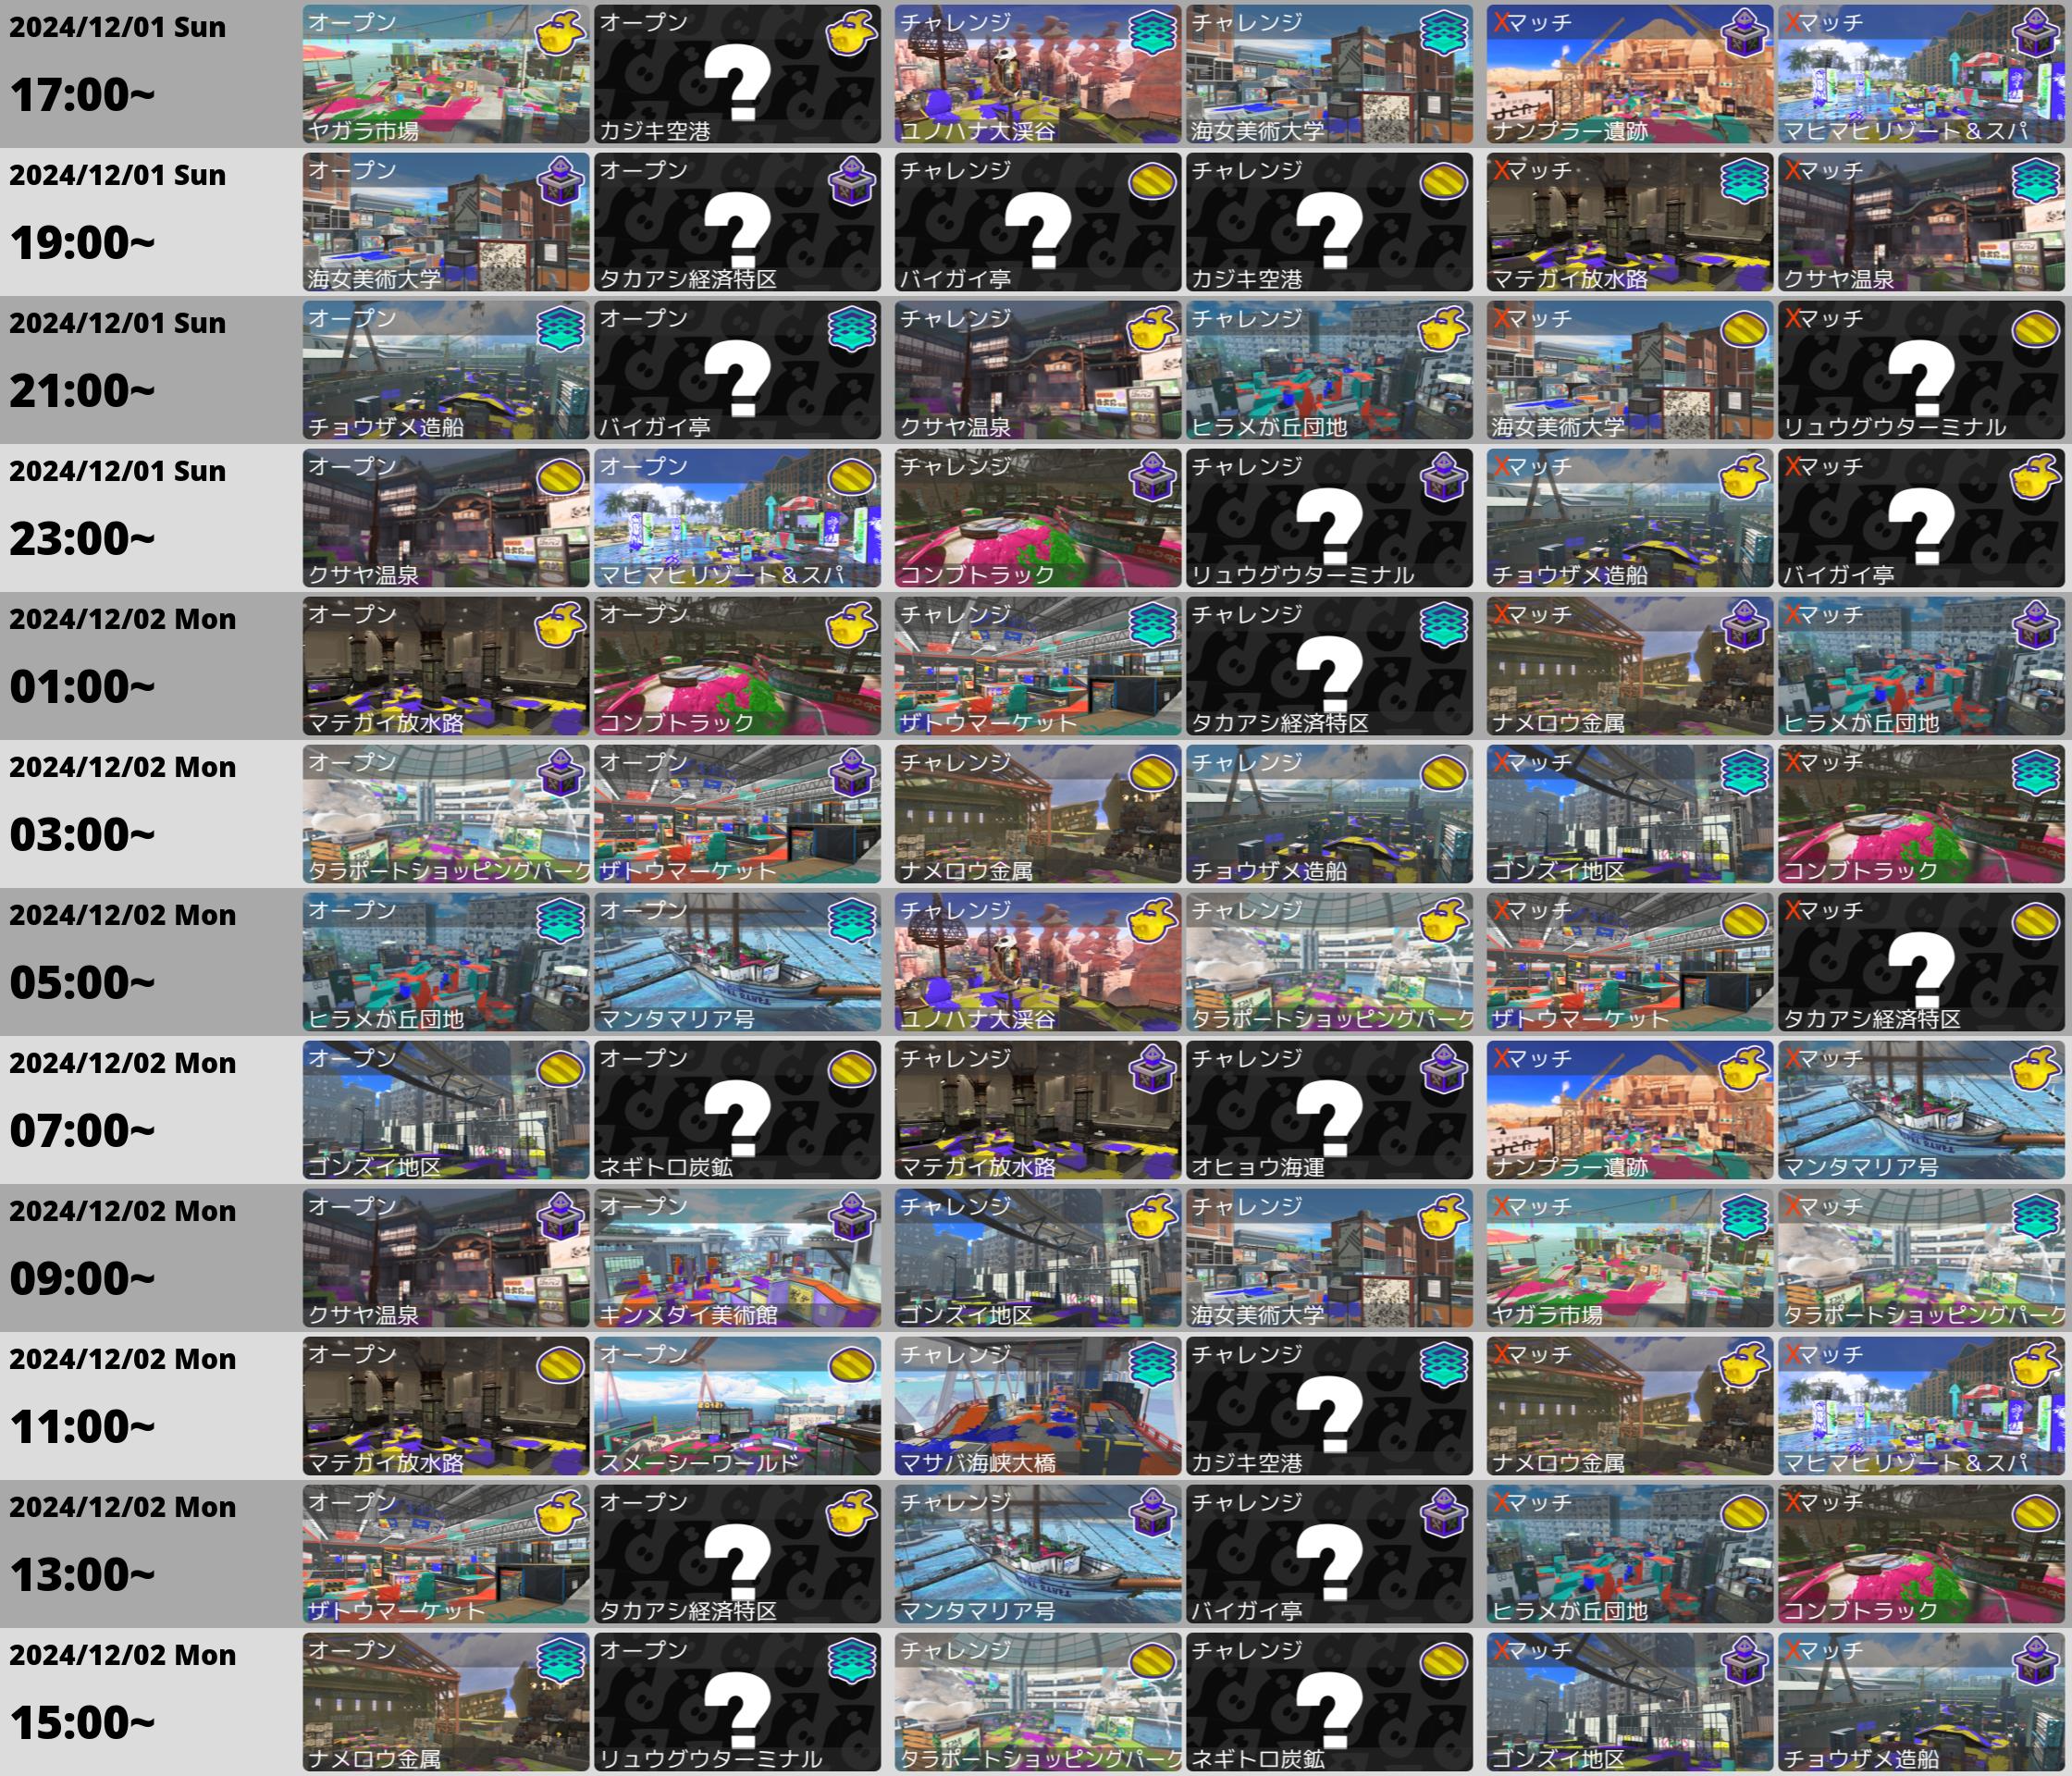 2024/12/01 Sun
17:00~
オープン
ヤガラ市場
オープン
カジキ空港
チャレンジ
ユノハナ大渓谷
チャレンジ
海女美術大学
Xマッチ
ナンプラー遺跡
Xマッチ
マヒマヒリゾート&スパ
2024/12/01 Sun
19:00~
オープン
海女美術大学
オープン
タカアシ経済特区
チャレンジ
バイガイ亭
チャレンジ
カジキ空港
Xマッチ
マテガイ放水路
Xマッチ
クサヤ温泉
2024/12/01 Sun
21:00~
オープン
チョウザメ造船
オープン
バイガイ亭
チャレンジ
クサヤ温泉
チャレンジ
ヒラメが丘団地
Xマッチ
海女美術大学
Xマッチ
リュウグウターミナル
2024/12/01 Sun
23:00~
オープン
クサヤ温泉
オープン
マヒマヒリゾート&スパ
チャレンジ
コンブトラック
チャレンジ
リュウグウターミナル
Xマッチ
チョウザメ造船
Xマッチ
バイガイ亭
2024/12/02 Mon
01:00~
オープン
マテガイ放水路
オープン
コンブトラック
チャレンジ
ザトウマーケット
チャレンジ
タカアシ経済特区
Xマッチ
ナメロウ金属
Xマッチ
ヒラメが丘団地
2024/12/02 Mon
03:00~
オープン
タラポートショッピングパーク
オープン
ザトウマーケット
チャレンジ
ナメロウ金属
チャレンジ
チョウザメ造船
Xマッチ
ゴンズイ地区
Xマッチ
コンブトラック
2024/12/02 Mon
05:00~
オープン
ヒラメが丘団地
オープン
マンタマリア号
チャレンジ
ユノハナ大渓谷
チャレンジ
タラポートショッピングパーク
Xマッチ
ザトウマーケット
Xマッチ
タカアシ経済特区
2024/12/02 Mon
07:00~
オープン
ゴンズイ地区
オープン
ネギトロ炭鉱
チャレンジ
マテガイ放水路
チャレンジ
オヒョウ海運
Xマッチ
ナンプラー遺跡
Xマッチ
マンタマリア号
2024/12/02 Mon
09:00~
オープン
クサヤ温泉
オープン
キンメダイ美術館
チャレンジ
ゴンズイ地区
チャレンジ
海女美術大学
Xマッチ
ヤガラ市場
Xマッチ
タラポートショッピングパーク
2024/12/02 Mon
11:00~
オープン
マテガイ放水路
オープン
スメーシーワールド
チャレンジ
マサバ海峡大橋
チャレンジ
カジキ空港
Xマッチ
ナメロウ金属
Xマッチ
マヒマヒリゾート&スパ
2024/12/02 Mon
13:00~
オープン
ザトウマーケット
オープン
タカアシ経済特区
チャレンジ
マンタマリア号
チャレンジ
バイガイ亭
Xマッチ
ヒラメが丘団地
Xマッチ
コンブトラック
2024/12/02 Mon
15:00~
オープン
ナメロウ金属
オープン
リュウグウターミナル
チャレンジ
タラポートショッピングパーク
チャレンジ
ネギトロ炭鉱
Xマッチ
ゴンズイ地区
Xマッチ
チョウザメ造船